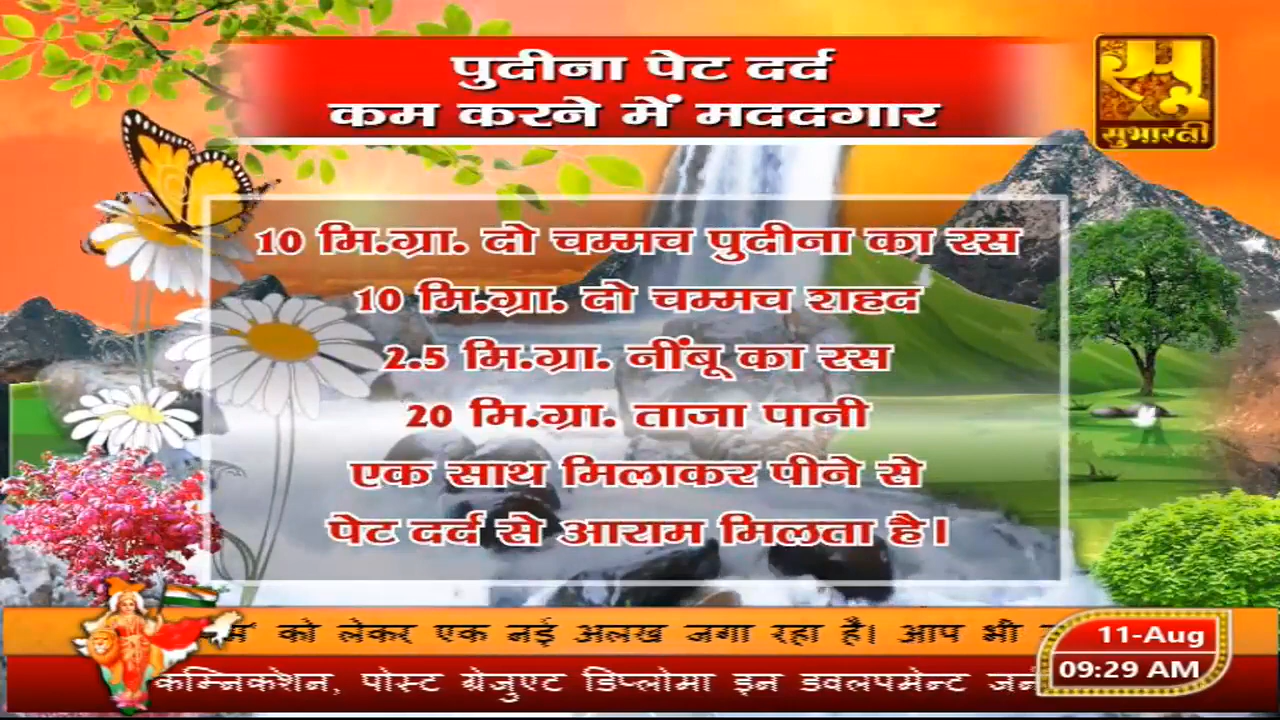 पुदीना पेट दर्द
कम करने में मददगार
सुभारती
10 मि.ग्रा. दो चम्मच पुदीना का रस
10 मि.ग्रा. दो चम्मच शहद
2.5 मि.ग्रा. नींबू का रस
20 मि.ग्रा. ताजा पानी
एक साथ मिलाकर पीने से
पेट दर्द से आराम मिलता है।
को लेकर एक नई अलख जगा रहा है। आप भी
11-Aug
09:29 AM
कम्निकेशन, पोस्ट ग्रेजुएट डिप्लोमा इन डवलपमेन्ट